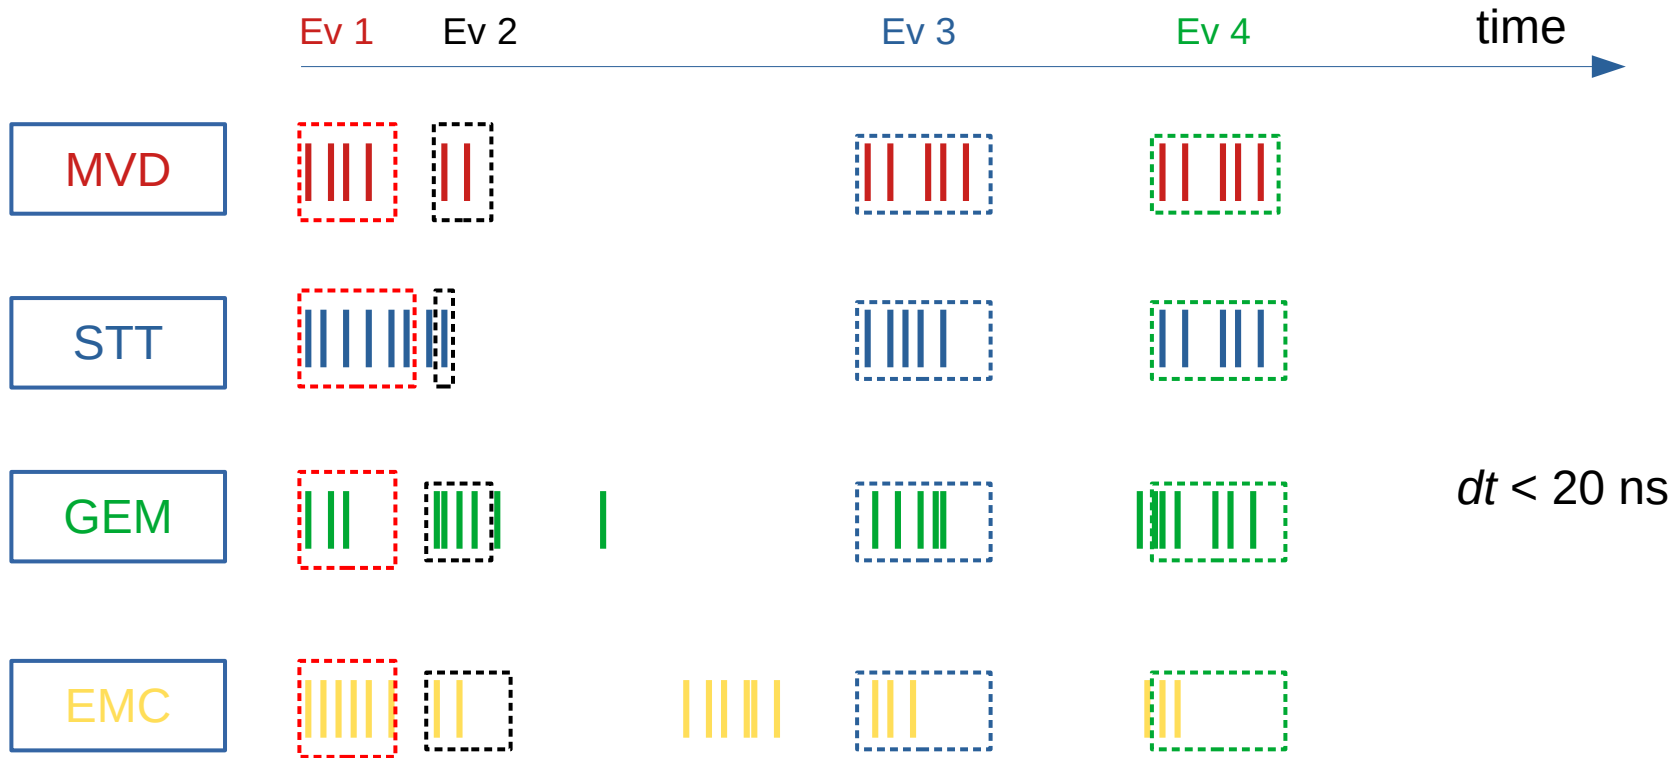 Ev 1 Ev 2 Ev 3 Ev 4 time
MVD
STT
GEM
dt < 20 ns
EMC